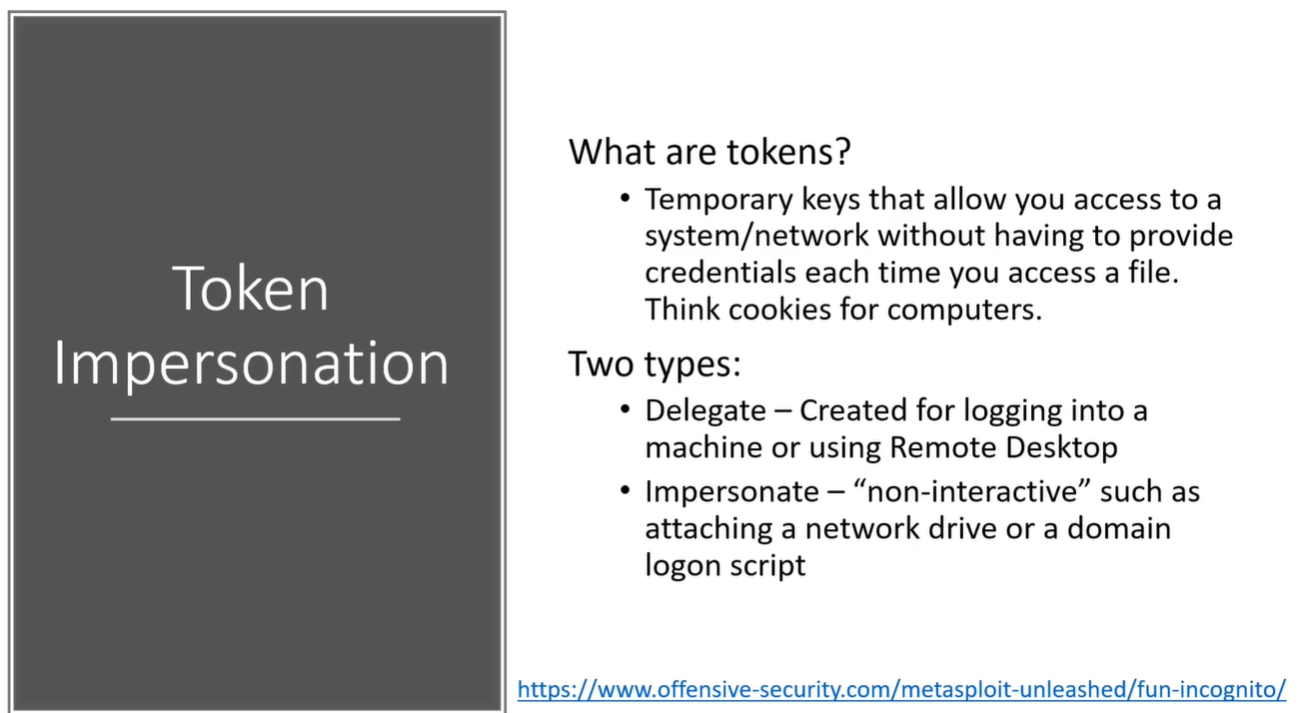 Token
Impersonation
What are tokens?
• Temporary keys that allow you access to a
system/network without having to provide
credentials each time you access a file.
Think cookies for computers.
Two types:
• Delegate – Created for logging into a
machine or using Remote Desktop
• Impersonate – “non-interactive” such as
attaching a network drive or a domain
logon script
https://www.offensive-security.com/metasploit-unleashed/fun-incognito/